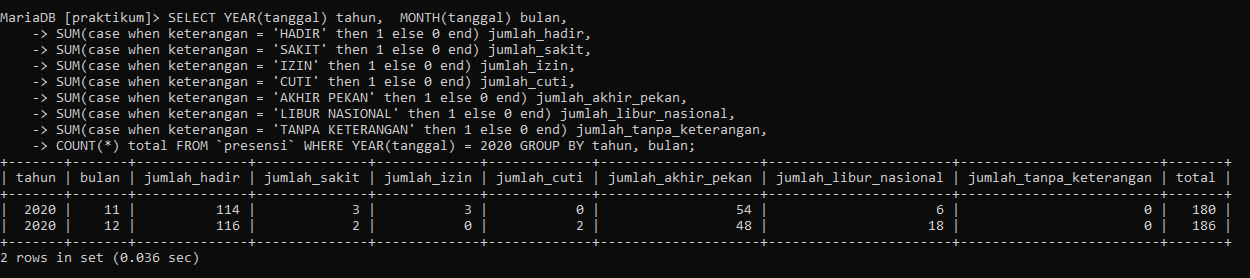 MariaDB [praktikum]> SELECT YEAR(tanggal) tahun,  MONTH(tanggal) bulan,
    -> SUM(case when keterangan = 'HADIR' then 1 else 0 end) jumlah_hadir,
    -> SUM(case when keterangan = 'SAKIT' then 1 else 0 end) jumlah_sakit,
    -> SUM(case when keterangan = 'IZIN' then 1 else 0 end) jumlah_izin,
    -> SUM(case when keterangan = 'CUTI' then 1 else 0 end) jumlah_cuti,
    -> SUM(case when keterangan = 'AKHIR PEKAN' then 1 else 0 end) jumlah_akhir_pekan,
    -> SUM(case when keterangan = 'LIBUR NASIONAL' then 1 else 0 end) jumlah_libur_nasional,
    -> SUM(case when keterangan = 'TANPA KETERANGAN' then 1 else 0 end) jumlah_tanpa_keterangan,
    -> COUNT(*) total FROM `presensi` WHERE YEAR(tanggal) = 2020 GROUP BY tahun, bulan;
+-------+-------+--------------+--------------+-------------+-------------+--------------------+-----------------------+-------------------------+-------+
| tahun | bulan | jumlah_hadir | jumlah_sakit | jumlah_izin | jumlah_cuti | jumlah_akhir_pekan | jumlah_libur_nasional | jumlah_tanpa_keterangan | total |
+-------+-------+--------------+--------------+-------------+-------------+--------------------+-----------------------+-------------------------+-------+
|  2020 |    11 |          114 |            3 |           3 |           0 |                 54 |                     6 |                       0 |   180 |
|  2020 |    12 |          116 |            2 |           0 |           2 |                 48 |                    18 |                       0 |   186 |
+-------+-------+--------------+--------------+-------------+-------------+--------------------+-----------------------+-------------------------+-------+
2 rows in set (0.036 sec)